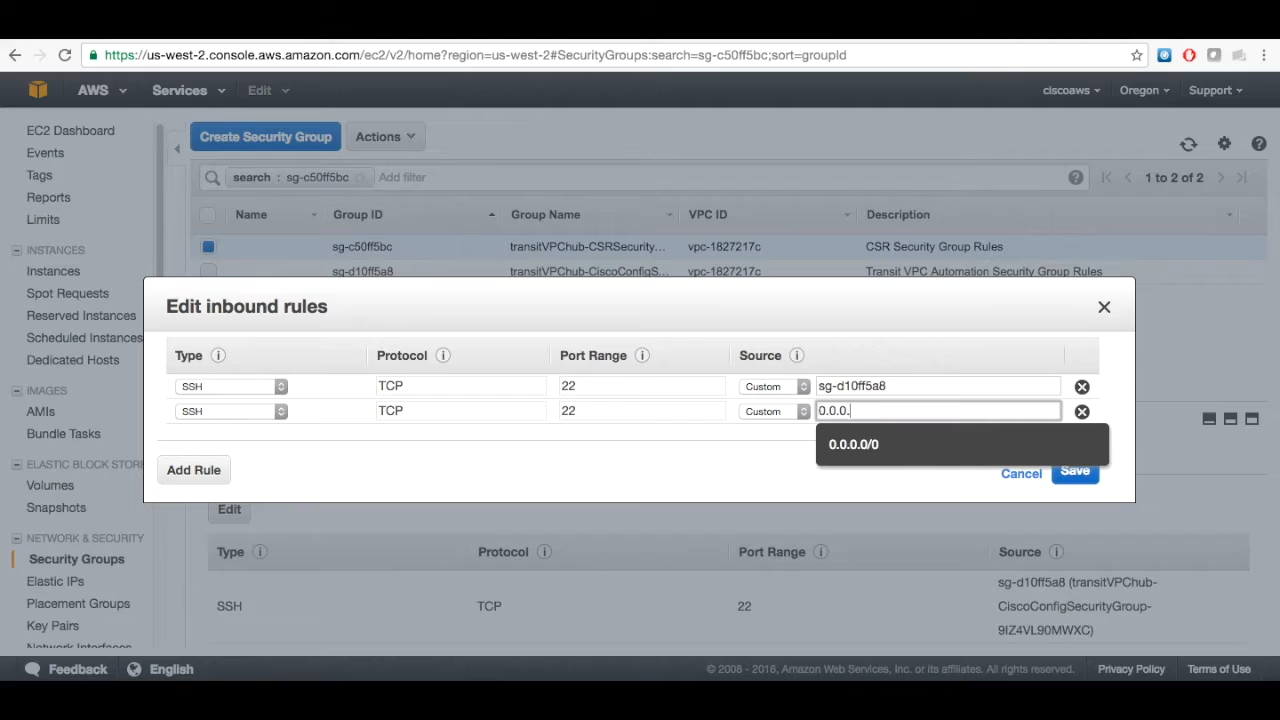 https://us-west-2.console.aws.amazon.com/ec2/v2/home?region=us-west-2#SecurityGroups:search=sg-c50ff5bc;sort=groupId
AWS Services Edit ciscoaws Oregon Support
EC2 Dashboard
Events
Tags
Reports
Limits
INSTANCES
Instances
Spot Requests
Reserved Instances
Scheduled Instances
Dedicated Hosts
IMAGES
AMIs
Bundle Tasks
ELASTIC BLOCK STORE
Volumes
Snapshots
NETWORK & SECURITY
Security Groups
Elastic IPs
Placement Groups
Key Pairs
Network Interfaces
Create Security Group Actions
search : sg-c50ff5bc Add filter 1 to 2 of 2
Name Group ID Group Name VPC ID Description
sg-c50ff5bc transitVPChub-CSRSecurity… vpc-1827217c CSR Security Group Rules
sg-d10ff5a8 transitVPChub-CiscoConfigS… vpc-1827217c Transit VPC Automation Security Group Rules
Edit inbound rules
Type Protocol Port Range Source
SSH TCP 22 Custom sg-d10ff5a8
SSH TCP 22 Custom 0.0.0.
0.0.0.0/0
Add Rule Cancel Save
Edit
Type Protocol Port Range Source
SSH TCP 22 sg-d10ff5a8 (transitVPChub-
CiscoConfigSecurityGroup-
9IZ4VL90MWXC)
Feedback English © 2008 - 2016, Amazon Web Services, Inc. or its affiliates. All rights reserved. Privacy Policy Terms of Use